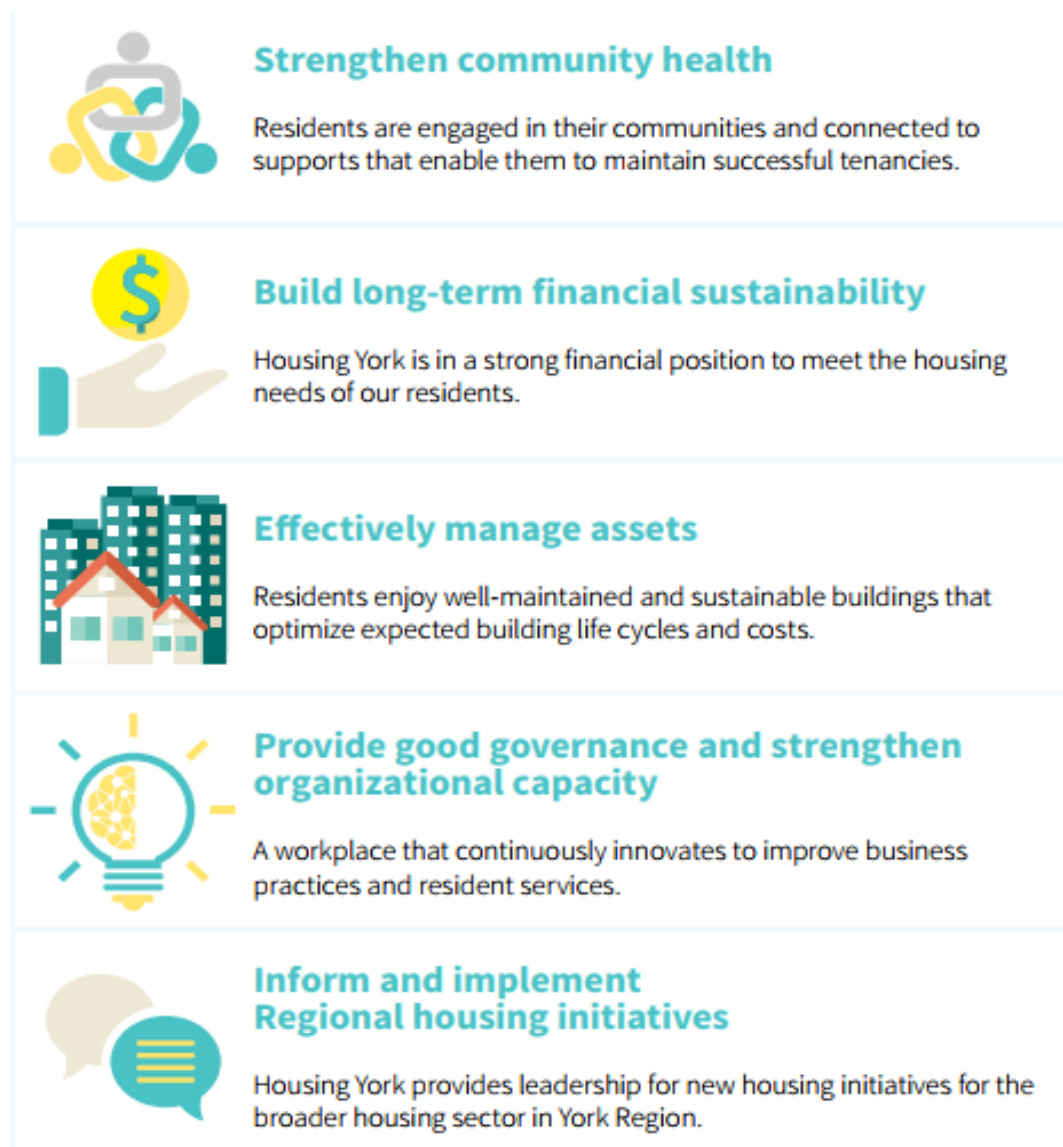 Strengthen community health
Residents are engaged in their communities and connected to
supports that enable them to maintain successful tenancies.
$
Build long-term financial sustainability
Housing York is in a strong financial position to meet the housing
needs of our residents.
Effectively manage assets
Residents enjoy well-maintained and sustainable buildings that
optimize expected building life cycles and costs.
Provide good governance and strengthen
organizational capacity
A workplace that continuously innovates to improve business
practices and resident services.
Inform and implement
Regional housing initiatives
Housing York provides leadership for new housing initiatives for the
broader housing sector in York Region.